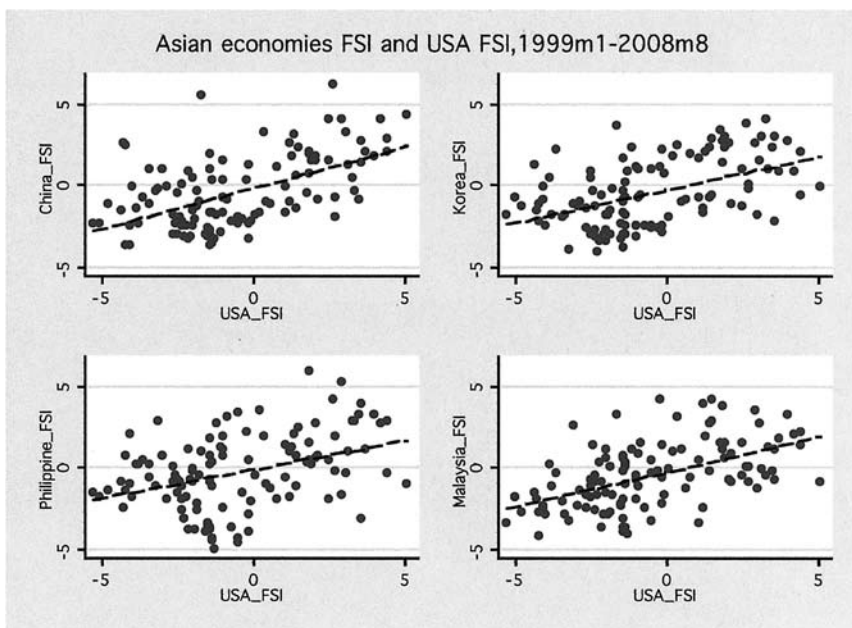 Asian economies FSI and USA FSI,1999m1-2008m8
China_FSI
5
0
-5
-5 0 5
USA_FSI
Korea_FSI
5
0
-5
-5 0 5
USA_FSI
Philippine_FSI
5
0
-5
-5 0 5
USA_FSI
Malaysia_FSI
5
0
-5
-5 0 5
USA_FSI